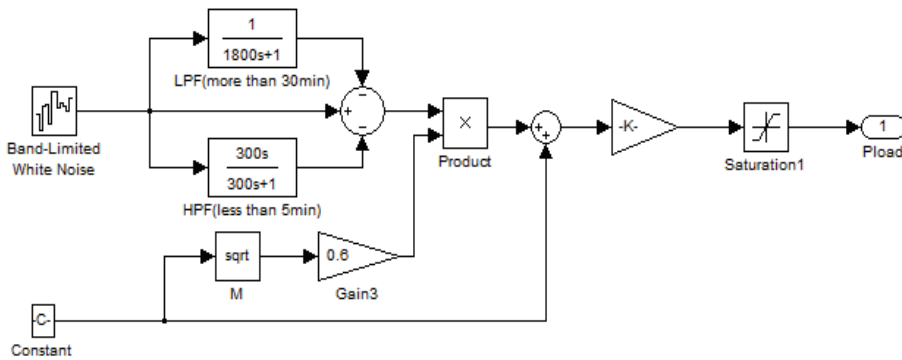 1
1800s+1
LPF(more than 30min)
Band-Limited
White Noise
300s
300s+1
HPF(less than 5min)
−
+
−
×
Product
+
+
-K-
Saturation1
1
Pload
sqrt
M
0.6
Gain3
-C-
Constant